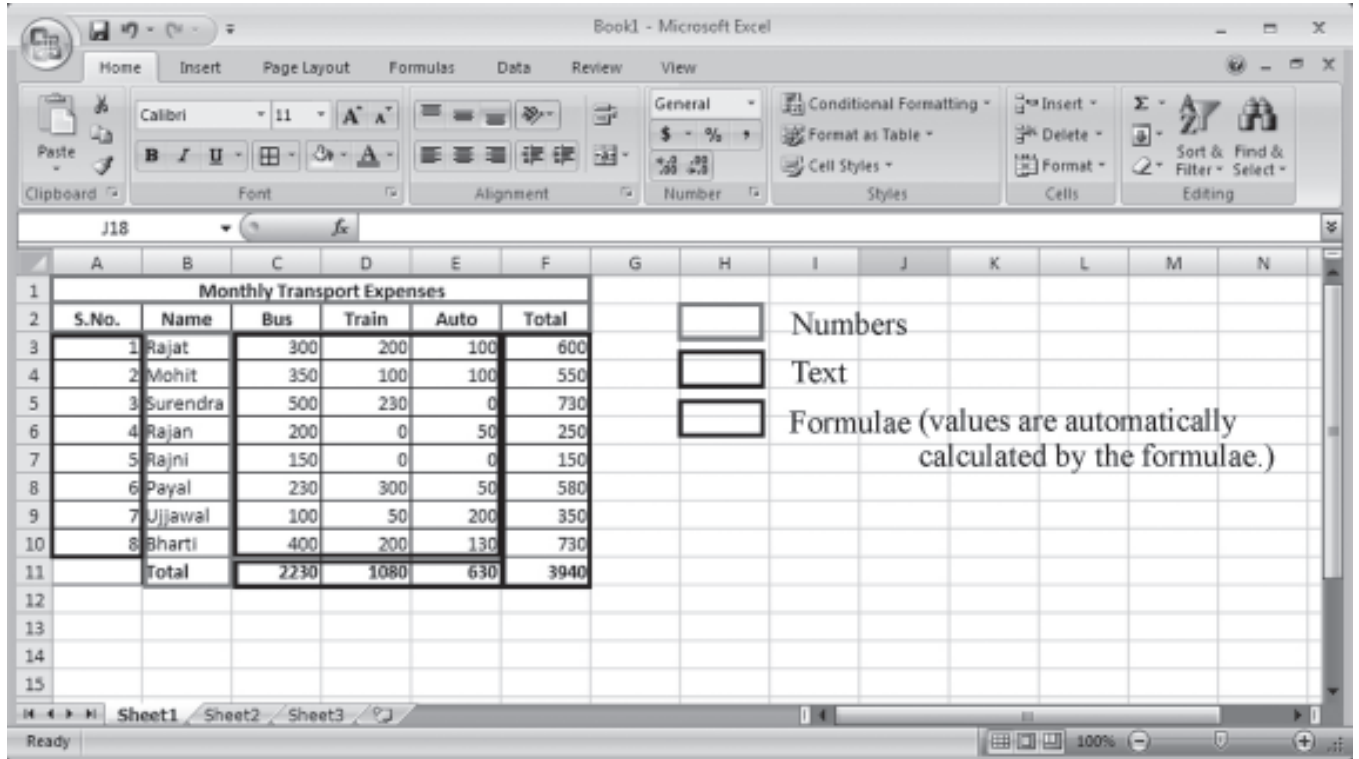 Book1 - Microsoft Excel
Home Insert Page Layout Formulas Data Review View
Paste
Calibri 11 A A
General
Conditional Formatting
Insert
Σ
B I U A
$ % ,
Format as Table
Delete
Sort & Filter Find & Select
.0 .00 .00 .0
Cell Styles
Format
Clipboard Font Alignment Number Styles Cells Editing
J18 fx
A B C D E F G H I J K L M N
1 Monthly Transport Expenses
2 S.No. Name Bus Train Auto Total
3 1 Rajat 300 200 100 600
4 2 Mohit 350 100 100 550
5 3 Surendra 500 230 0 730
6 4 Rajan 200 0 50 250
7 5 Rajni 150 0 0 150
8 6 Payal 230 300 50 580
9 7 Ujjawal 100 50 200 350
10 8 Bharti 400 200 130 730
11 Total 2230 1080 630 3940
12
13
14
15
Numbers
Text
Formulae (values are automatically
calculated by the formulae.)
Sheet1 Sheet2 Sheet3
Ready 100%